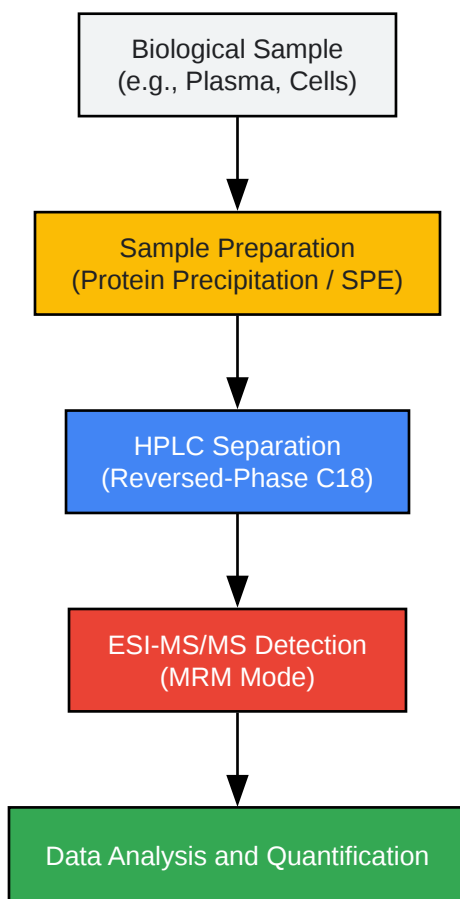 Biological Sample
(e.g., Plasma, Cells)
Sample Preparation
(Protein Precipitation / SPE)
HPLC Separation
(Reversed-Phase C18)
ESI-MS/MS Detection
(MRM Mode)
Data Analysis and Quantification